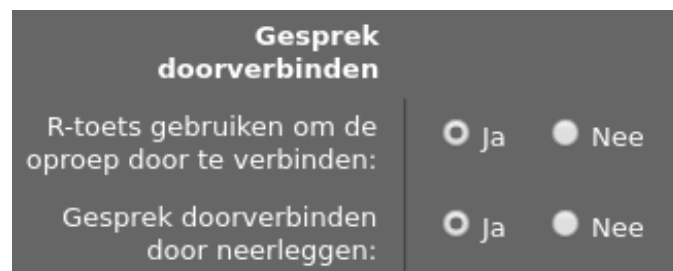 Gesprek
doorverbinden
R-toets gebruiken om de
oproep door te verbinden:
Ja Nee
Gesprek doorverbinden
door neerleggen:
Ja Nee